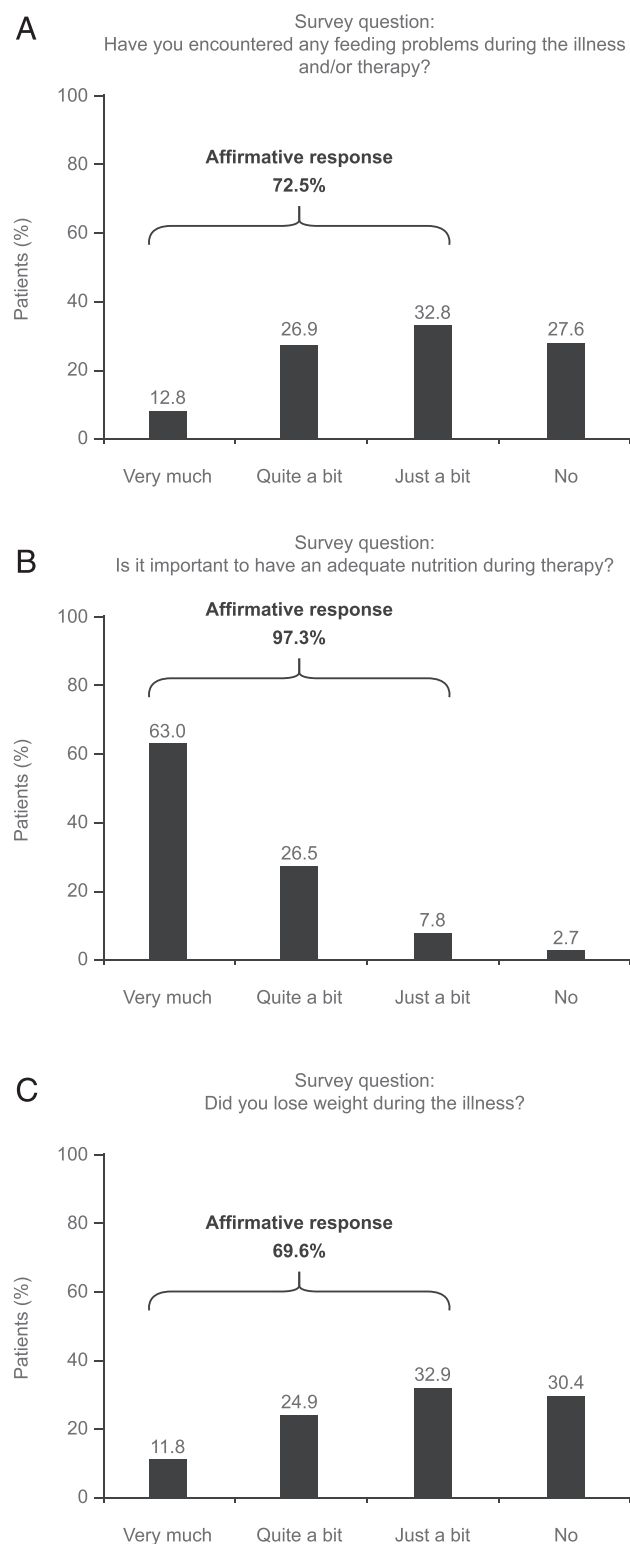 A
Survey question:
Have you encountered any feeding problems during the illness
and/or therapy?
Patients (%)
100
80
60
40
20
0
Affirmative response
72.5%
12.8
26.9
32.8
27.6
Very much
Quite a bit
Just a bit
No
B
Survey question:
Is it important to have an adequate nutrition during therapy?
Patients (%)
100
80
60
40
20
0
Affirmative response
97.3%
63.0
26.5
7.8
2.7
Very much
Quite a bit
Just a bit
No
C
Survey question:
Did you lose weight during the illness?
Patients (%)
100
80
60
40
20
0
Affirmative response
69.6%
11.8
24.9
32.9
30.4
Very much
Quite a bit
Just a bit
No